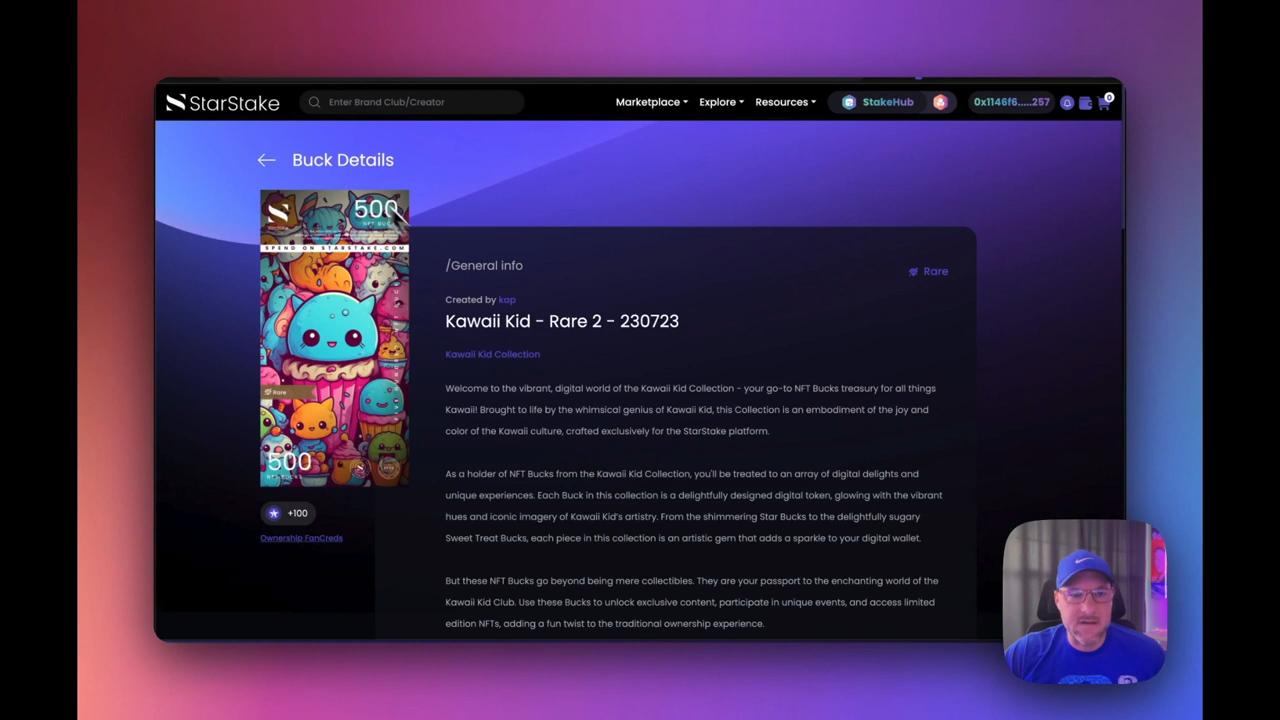 StarStake
Enter Brand Club/Creator
Marketplace
Explore
Resources
StakeHub
0x1146f6.....257
0
Buck Details
500
SPEND ON STARSTAKE.COM
Rare
500
NFT BUCKS
+100
Ownership FanCreds
/General info
Rare
Created by kap
Kawaii Kid - Rare 2 - 230723
Kawaii Kid Collection
Welcome to the vibrant, digital world of the Kawaii Kid Collection - your go-to NFT Bucks treasury for all things
Kawaii! Brought to life by the whimsical genius of Kawaii Kid, this Collection is an embodiment of the joy and
color of the Kawaii culture, crafted exclusively for the StarStake platform.
As a holder of NFT Bucks from the Kawaii Kid Collection, you'll be treated to an array of digital delights and
unique experiences. Each Buck in this collection is a delightfully designed digital token, glowing with the vibrant
hues and iconic imagery of Kawaii Kid's artistry. From the shimmering Star Bucks to the delightfully sugary
Sweet Treat Bucks, each piece in this collection is an artistic gem that adds a sparkle to your digital wallet.
But these NFT Bucks go beyond being mere collectibles. They are your passport to the enchanting world of the
Kawaii Kid Club. Use these Bucks to unlock exclusive content, participate in unique events, and access limited
edition NFTs, adding a fun twist to the traditional ownership experience.